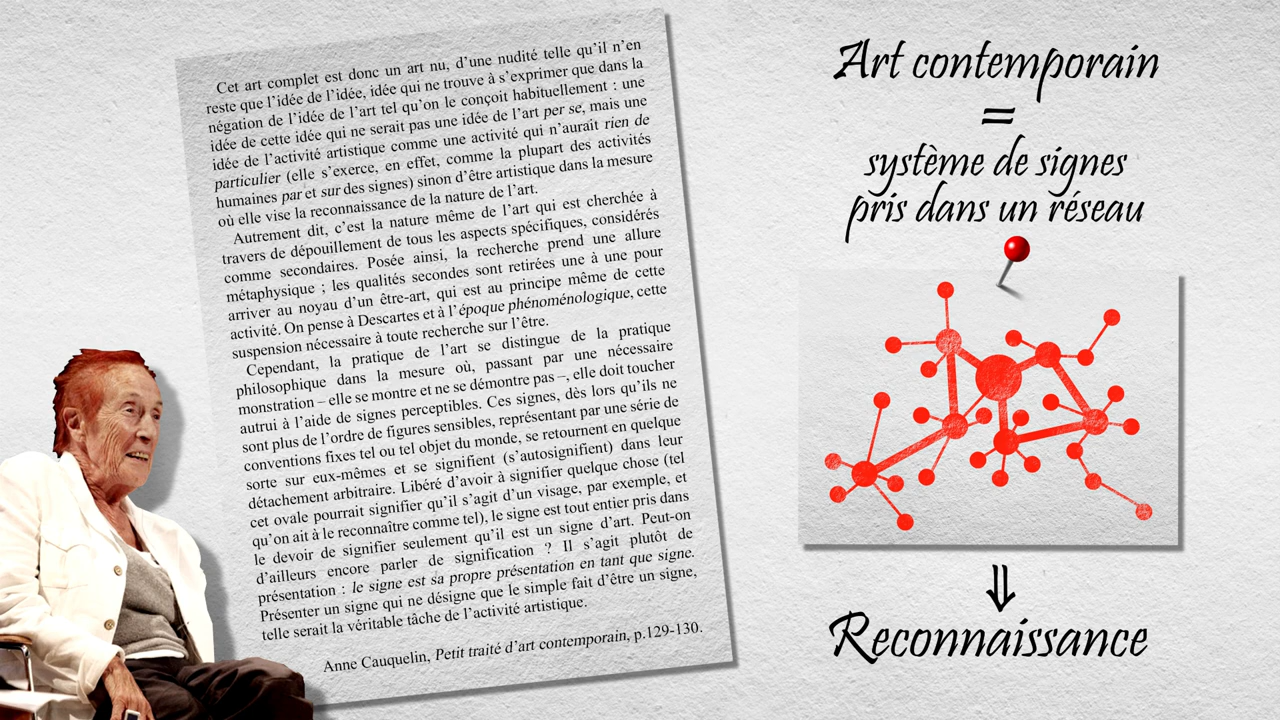 Cet art complet est donc un art nu, d’une nudité telle qu’il n’en
reste que l’idée de l’idée, idée qui ne trouve à s’exprimer que dans la
négation de l’idée de l’art tel qu’on le conçoit habituellement : une
idée de cette idée qui ne serait pas une idée de l’art per se, mais une
idée de l’activité artistique comme une activité qui n’aurait rien de
particulier (elle s’exerce, en effet, comme la plupart des activités
humaines par et sur des signes) sinon d’être artistique dans la mesure
où elle vise la reconnaissance de la nature de l’art.
Autrement dit, c’est la nature même de l’art qui est cherchée à
travers de dépouillement de tous les aspects spécifiques, considérés
comme secondaires. Posée ainsi, la recherche prend une allure
métaphysique ; les qualités secondes sont retirées une à une pour
arriver au noyau d’un être-art, qui est au principe même de cette
activité. On pense à Descartes et à l’époque phénoménologique, cette
suspension nécessaire à toute recherche sur l’être.
Cependant, la pratique de l’art se distingue de la pratique
philosophique dans la mesure où, passant par une nécessaire
monstration – elle se montre et ne se démontre pas –, elle doit toucher
autrui à l’aide de signes perceptibles. Ces signes, dès lors qu’ils ne
sont plus de l’ordre de figures sensibles, représentant par une série de
conventions fixes tel ou tel objet du monde, se retournent en quelque
sorte sur eux-mêmes et se signifient (s’autosignifient) dans leur
détachement arbitraire. Libéré d’avoir à signifier quelque chose (tel
cet ovale pourrait signifier qu’il s’agit d’un visage, par exemple, et
qu’on ait à le reconnaître comme tel), le signe est tout entier pris dans
le devoir de signifier seulement qu’il est un signe d’art. Peut-on
d’ailleurs encore parler de signification ? Il s’agit plutôt de
présentation : le signe est sa propre présentation en tant que signe.
Présenter un signe qui ne désigne que le simple fait d’être un signe,
telle serait la véritable tâche de l’activité artistique.
Anne Cauquelin, Petit traité d’art contemporain, p.129-130.
Art contemporain
=
système de signes
pris dans un réseau
⇓
Reconnaissance